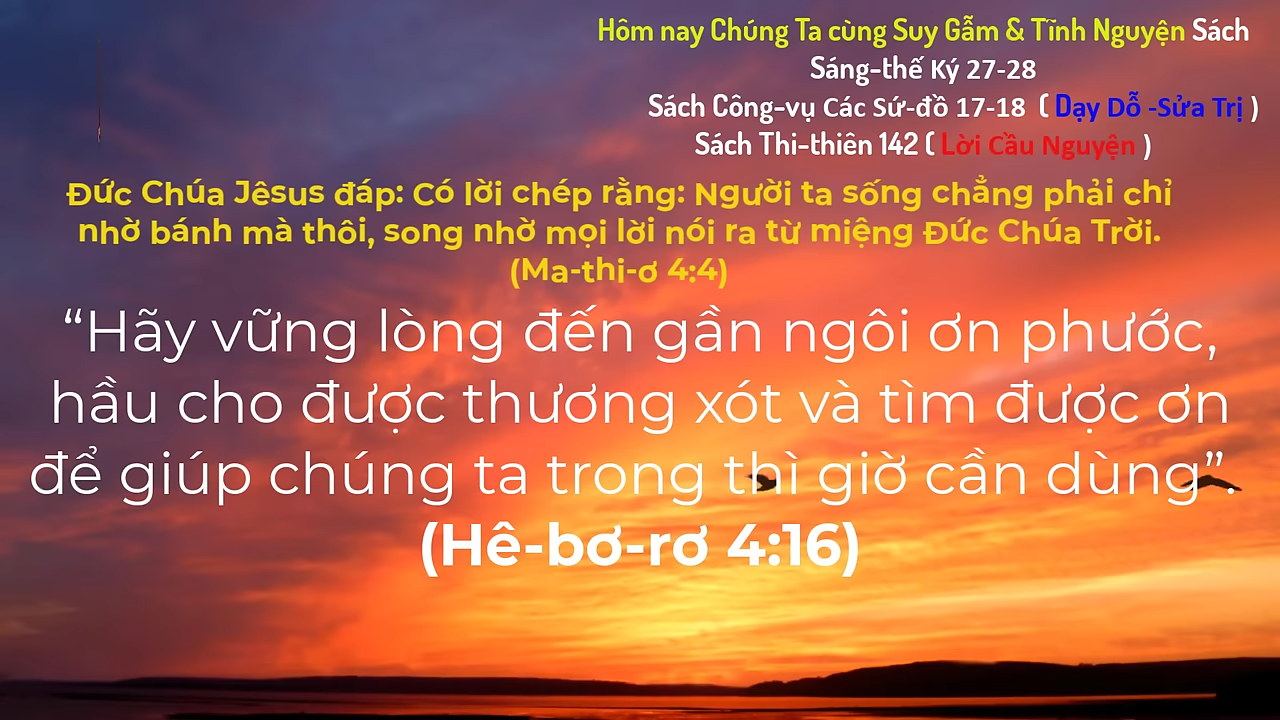 Hôm nay Chúng Ta cùng Suy Gẫm & Tĩnh Nguyện Sách
Sáng-thế Ký 27-28
Sách Công-vụ Các Sứ-đồ 17-18 ( Dạy Dỗ -Sửa Trị )
Sách Thi-thiên 142 ( Lời Cầu Nguyện )
Đức Chúa Jêsus đáp: Có lời chép rằng: Người ta sống chẳng phải chỉ
nhờ bánh mà thôi, song nhờ mọi lời nói ra từ miệng Đức Chúa Trời.
(Ma-thi-ơ 4:4)
“Hãy vững lòng đến gần ngôi ơn phước,
hầu cho được thương xót và tìm được ơn
để giúp chúng ta trong thì giờ cần dùng”.
(Hê-bơ-rơ 4:16)